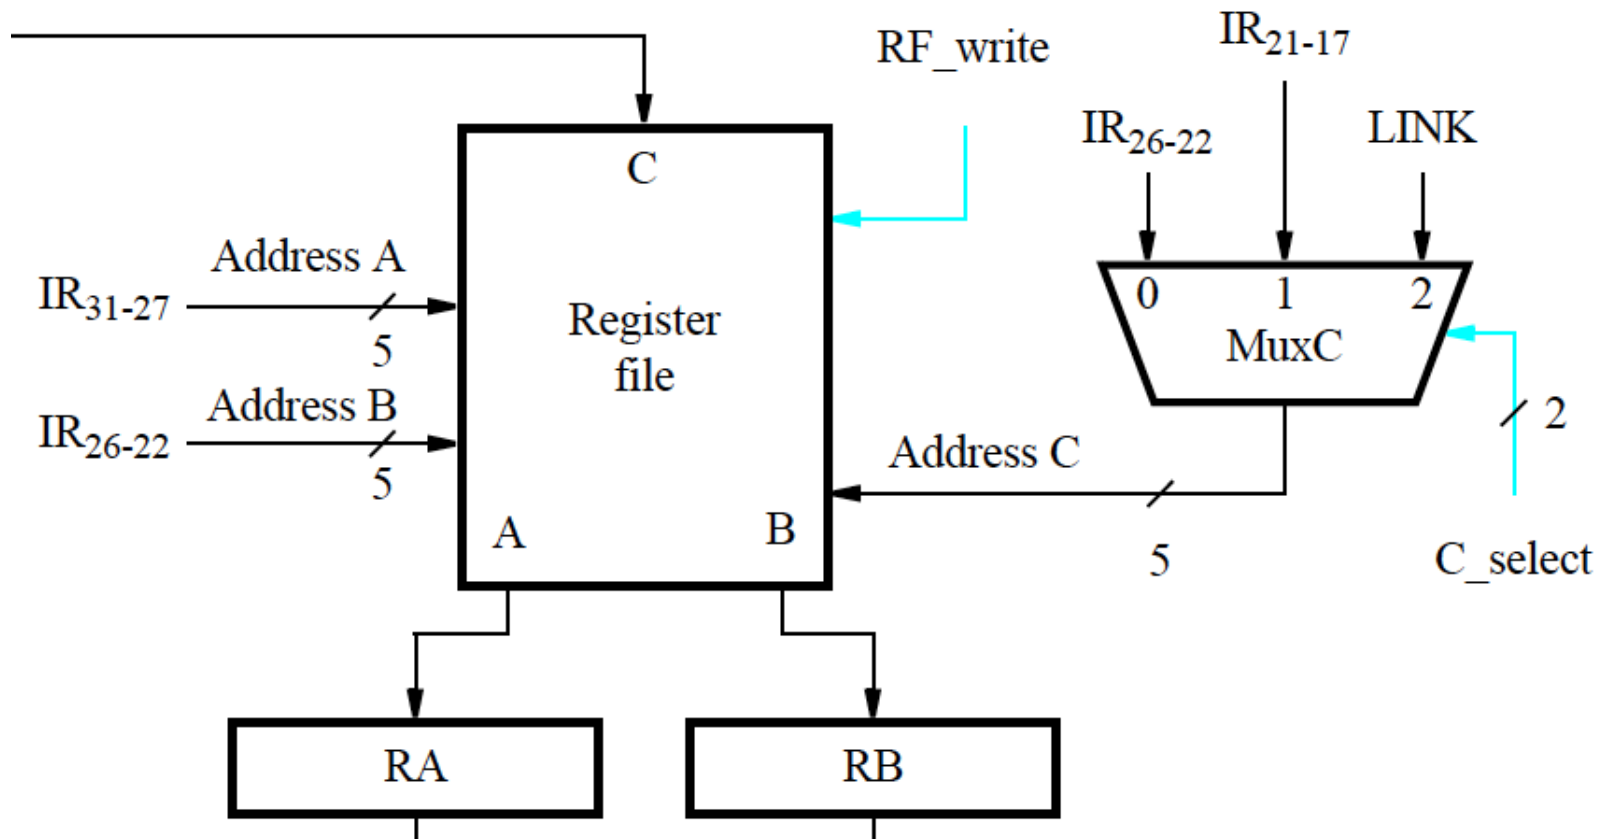 RF_write
IR21-17
IR26-22
LINK
C
Address A
IR31-27
5
Register
file
0
1
2
MuxC
Address B
IR26-22
5
2
Address C
5
A
B
C_select
RA
RB